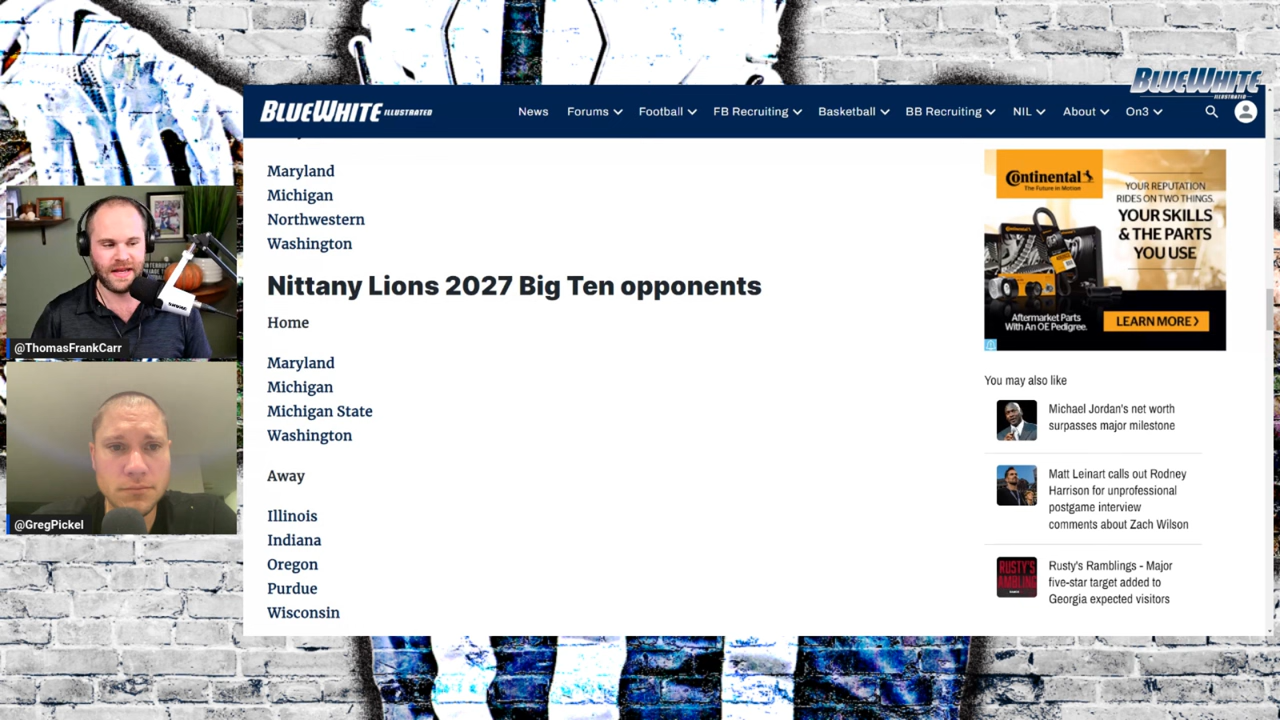 BLUEWHITE
ILLUSTRATED
BLUEWHITE ILLUSTRATED
News Forums Football FB Recruiting Basketball BB Recruiting NIL About On3
Maryland
Michigan
Northwestern
Washington
Nittany Lions 2027 Big Ten opponents
Home
Maryland
Michigan
Michigan State
Washington
Away
Illinois
Indiana
Oregon
Purdue
Wisconsin
Continental
The Future in Motion
YOUR REPUTATION
RIDES ON TWO THINGS.
YOUR SKILLS
& THE PARTS
YOU USE
Aftermarket Parts
With An OE Pedigree.
LEARN MORE
You may also like
Michael Jordan's net worth
surpasses major milestone
Matt Leinart calls out Rodney
Harrison for unprofessional
postgame interview
comments about Zach Wilson
RUSTY'S
RAMBLINGS
Rusty's Ramblings - Major
five-star target added to
Georgia expected visitors
SHURE
@ThomasFrankCarr
@GregPickel